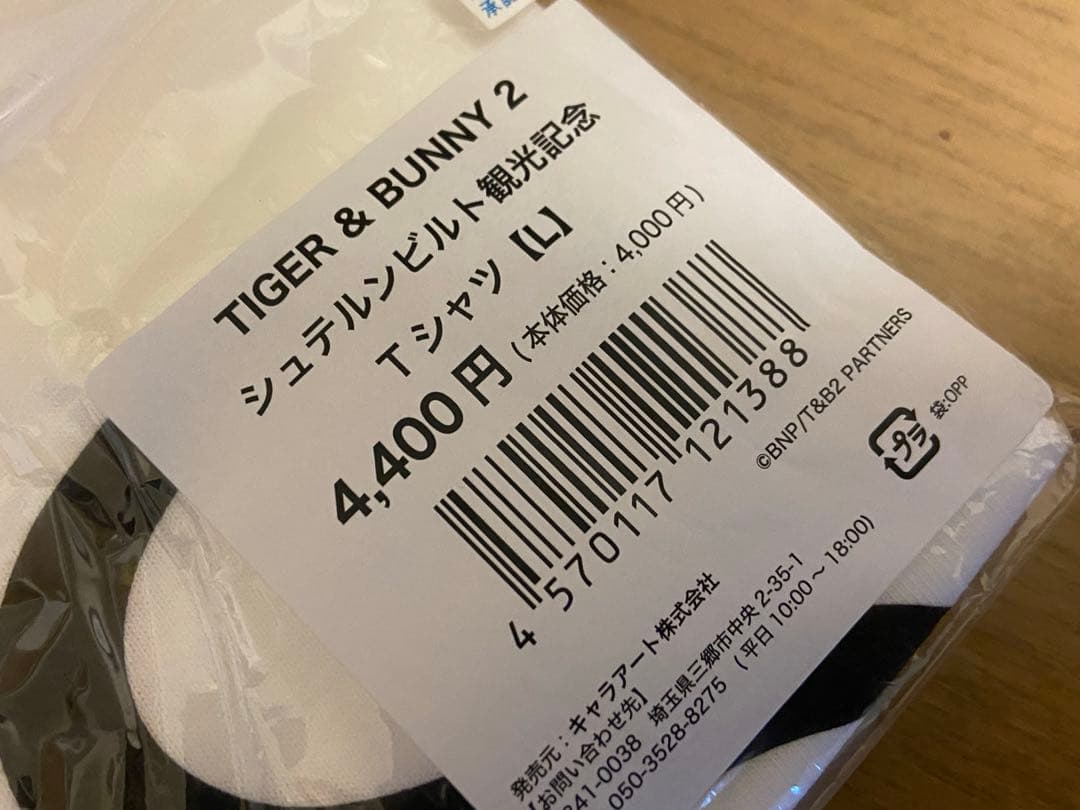 TIGER & BUNNY 2
シュテルンビルト観光記念
Tシャツ【L】
4,400円(本体価格:4,000円)
4 570117 121388
©BNP/T&B2 PARTNERS
プラ
袋:OPP
発売元:キャラアート株式会社
【お問い合わせ先】
341-0038 埼玉県三郷市中央2-35-1
050-3528-8275 (平日10:00~18:00)